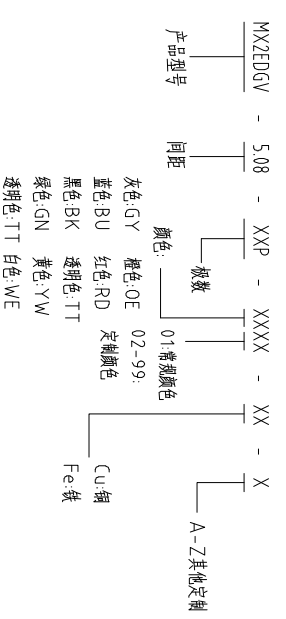 MX2EDGV - 5.08 - XXP - XXXX - XX - X
产品型号
间距
极数
颜色:
01:常规颜色
02-99:
定制颜色
灰色:GY 橙色:OE
蓝色:BU 红色:RD
黑色:BK 透明色:TT
绿色:GN 黄色:YW
透明色:TT 白色:WE
Cu:铜
Fe:铁
A-Z其他定制